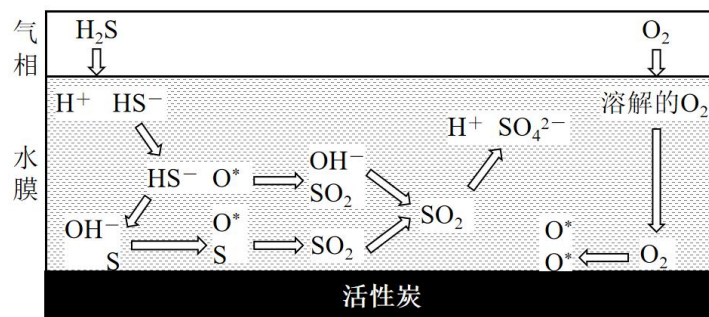 气相
H₂S
O₂
水膜
H⁺ HS⁻
溶解的O₂
H⁺ SO₄²⁻
HS⁻ O*
OH⁻
SO₂
SO₂
OH⁻
S
O*
S
SO₂
O*
O*
O₂
活性炭